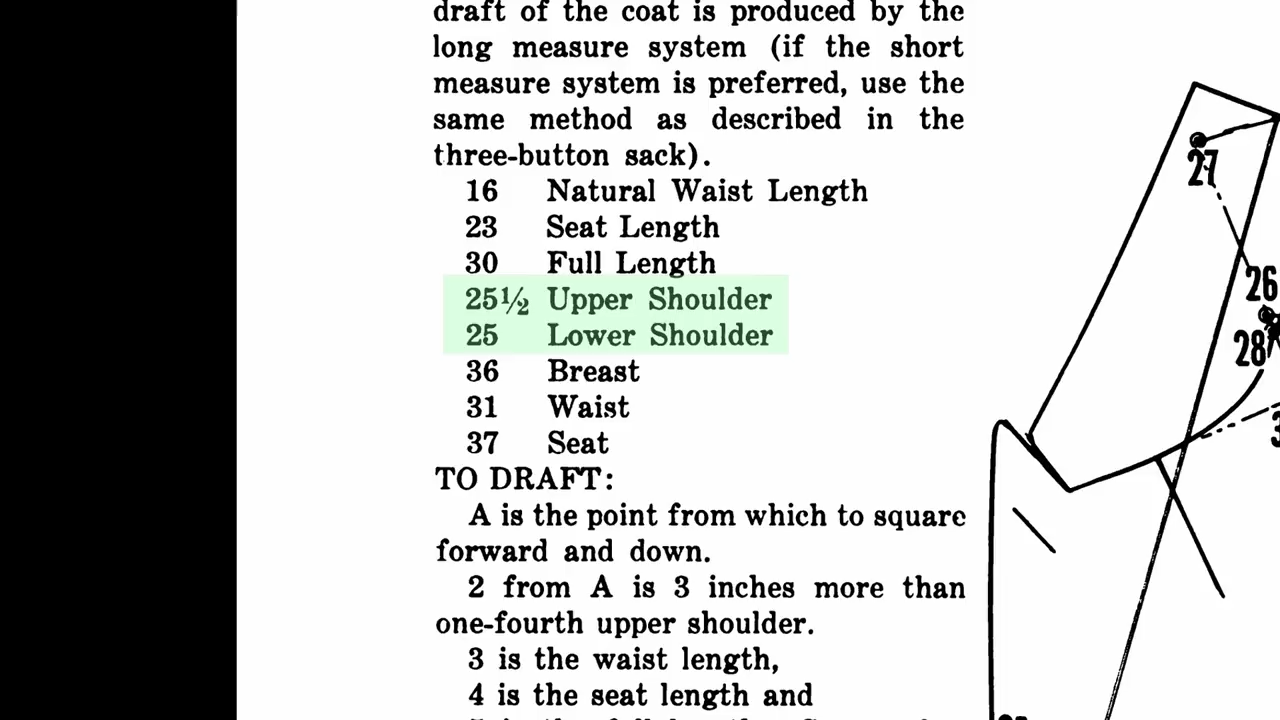 draft of the coat is produced by the
long measure system (if the short
measure system is preferred, use the
same method as described in the
three-button sack).
16 Natural Waist Length
23 Seat Length
30 Full Length
25½ Upper Shoulder
25 Lower Shoulder
36 Breast
31 Waist
37 Seat
TO DRAFT:
A is the point from which to square
forward and down.
2 from A is 3 inches more than
one-fourth upper shoulder.
3 is the waist length,
4 is the seat length and
27
26
28